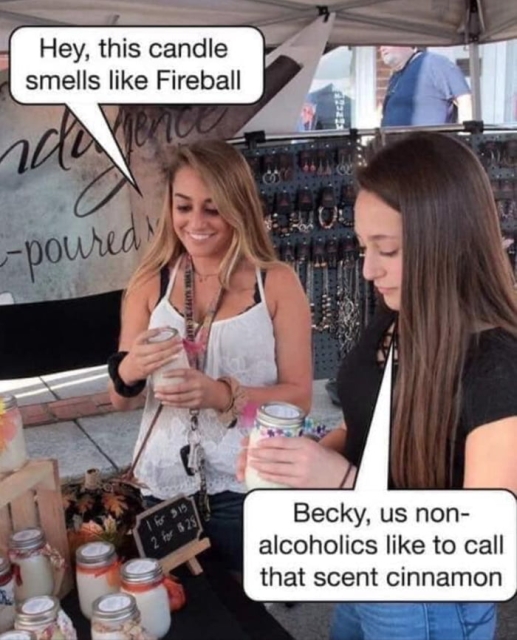 Hey, this candle
smells like Fireball
-poured
1 for $15
2 for $25
Becky, us non-
alcoholics like to call
that scent cinnamon